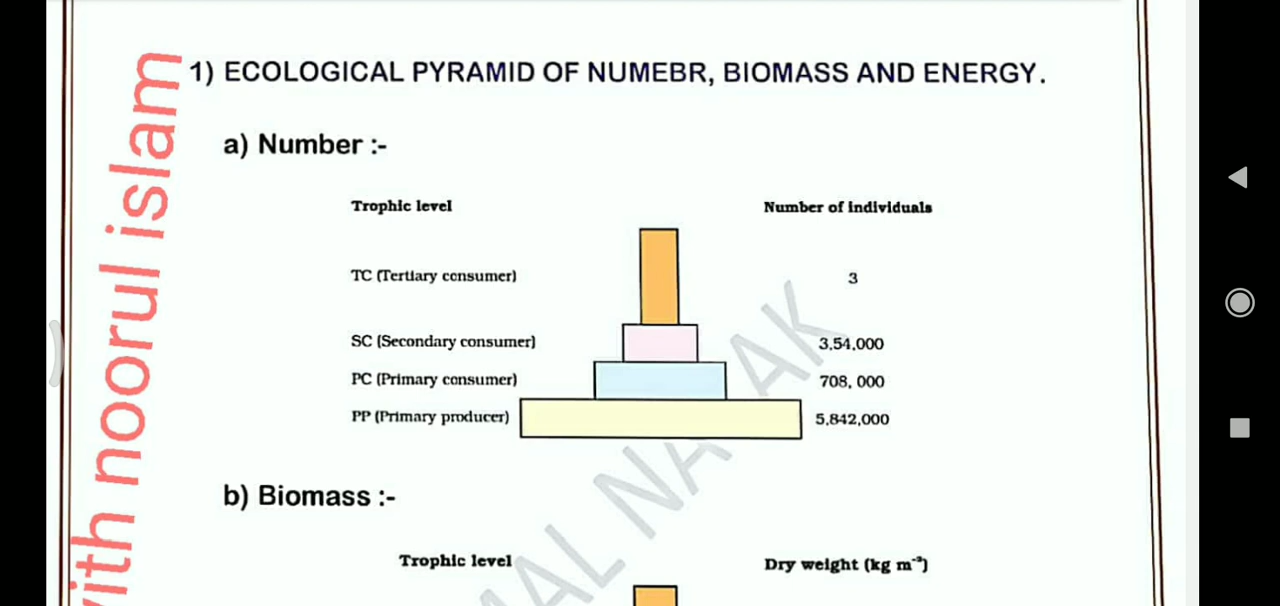 1) ECOLOGICAL PYRAMID OF NUMEBR, BIOMASS AND ENERGY.
a) Number :-
Trophic level Number of individuals
TC (Tertiary consumer) 3
SC (Secondary consumer) 3,54,000
PC (Primary consumer) 708, 000
PP (Primary producer) 5,842,000
b) Biomass :-
Trophic level Dry weight (kg m⁻²)
noorul islam